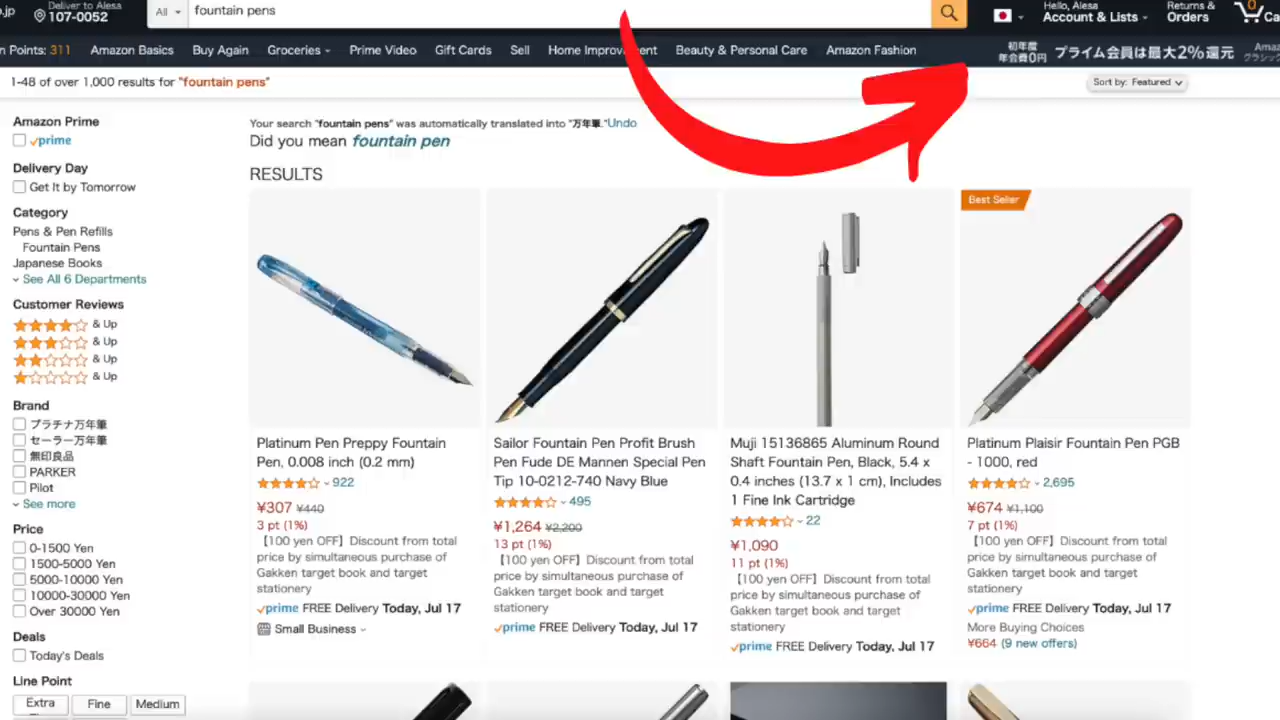 .jp
Deliver to Alesa
107-0052
All
fountain pens
Hello, Alesa
Account & Lists
Returns &
Orders
0
Ca
n Points: 311
Amazon Basics
Buy Again
Groceries
Prime Video
Gift Cards
Sell
Home Improvement
Beauty & Personal Care
Amazon Fashion
初年度
年会費0円
プライム会員は最大2%還元
Amaz
クラシック
1-48 of over 1,000 results for "fountain pens"
Sort by: Featured
Amazon Prime
prime
Delivery Day
Get It by Tomorrow
Category
Pens & Pen Refills
Fountain Pens
Japanese Books
See All 6 Departments
Customer Reviews
& Up
& Up
& Up
& Up
Brand
プラチナ万年筆
セーラー万年筆
無印良品
PARKER
Pilot
See more
Price
0-1500 Yen
1500-5000 Yen
5000-10000 Yen
10000-30000 Yen
Over 30000 Yen
Deals
Today's Deals
Line Point
Extra
Fine
Medium
Your search "fountain pens" was automatically translated into "万年筆."Undo
Did you mean fountain pen
RESULTS
Platinum Pen Preppy Fountain
Pen, 0.008 inch (0.2 mm)
922
¥307 ¥440
3 pt (1%)
【100 yen OFF】Discount from total
price by simultaneous purchase of
Gakken target book and target
stationery
prime FREE Delivery Today, Jul 17
Small Business
Sailor Fountain Pen Profit Brush
Pen Fude DE Mannen Special Pen
Tip 10-0212-740 Navy Blue
495
¥1,264 ¥2,200
13 pt (1%)
【100 yen OFF】Discount from total
price by simultaneous purchase of
Gakken target book and target
stationery
prime FREE Delivery Today, Jul 17
Muji 15136865 Aluminum Round
Shaft Fountain Pen, Black, 5.4 x
0.4 inches (13.7 x 1 cm), Includes
1 Fine Ink Cartridge
22
¥1,090
11 pt (1%)
【100 yen OFF】Discount from total
price by simultaneous purchase of
Gakken target book and target
stationery
prime FREE Delivery Today, Jul 17
Best Seller
Platinum Plaisir Fountain Pen PGB
- 1000, red
2,695
¥674 ¥1,100
7 pt (1%)
【100 yen OFF】Discount from total
price by simultaneous purchase of
Gakken target book and target
stationery
prime FREE Delivery Today, Jul 17
More Buying Choices
¥664 (9 new offers)